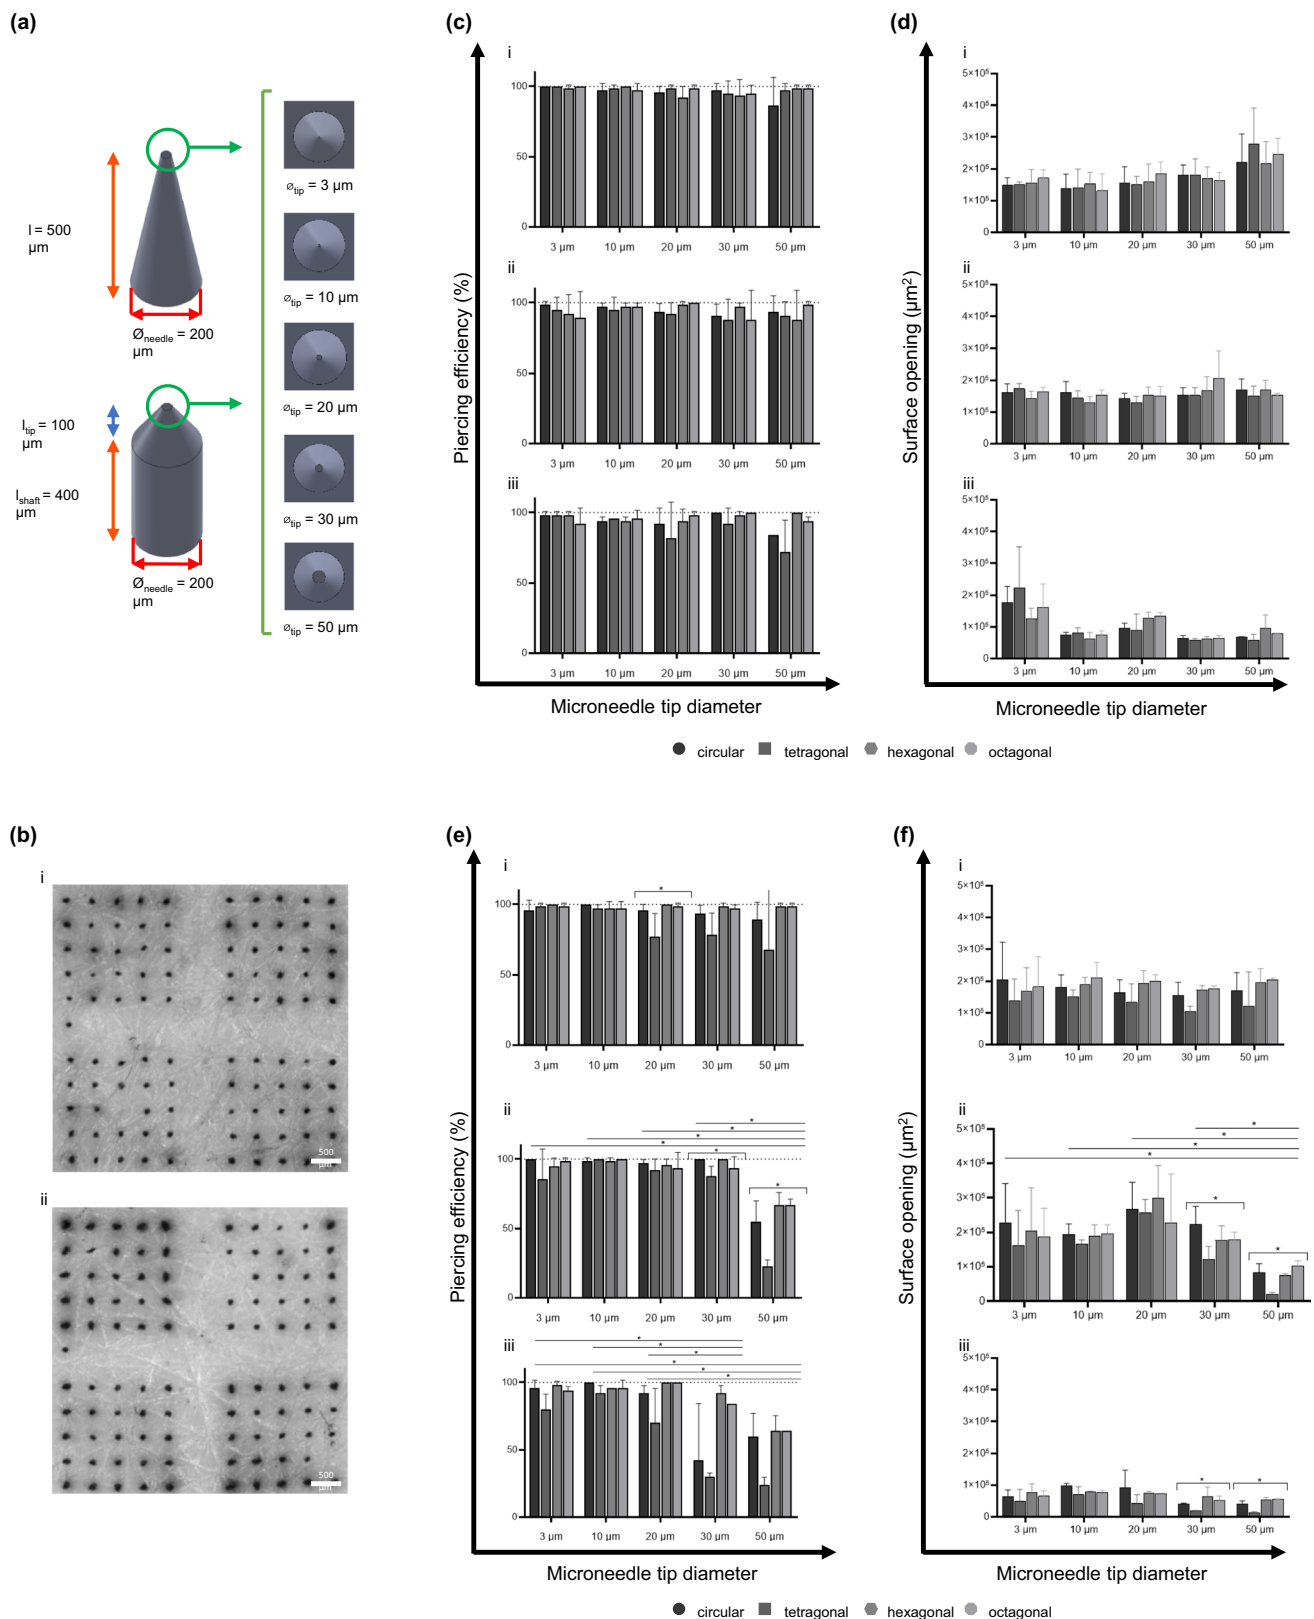 (a)
l = 500
µm
Ø_needle = 200
µm
l_tip = 100
µm
l_shaft = 400
µm
Ø_needle = 200
µm
⌀_tip = 3 µm
⌀_tip = 10 µm
⌀_tip = 20 µm
⌀_tip = 30 µm
⌀_tip = 50 µm
(c)
Piercing efficiency (%)
i
100
50
0
3 µm 10 µm 20 µm 30 µm 50 µm
ii
100
50
0
3 µm 10 µm 20 µm 30 µm 50 µm
iii
100
50
0
3 µm 10 µm 20 µm 30 µm 50 µm
Microneedle tip diameter
(d)
Surface opening (µm²)
i
5×10⁵
4×10⁵
3×10⁵
2×10⁵
1×10⁵
0
3 µm 10 µm 20 µm 30 µm 50 µm
ii
5×10⁵
4×10⁵
3×10⁵
2×10⁵
1×10⁵
0
3 µm 10 µm 20 µm 30 µm 50 µm
iii
5×10⁵
4×10⁵
3×10⁵
2×10⁵
1×10⁵
0
3 µm 10 µm 20 µm 30 µm 50 µm
Microneedle tip diameter
circular tetragonal hexagonal octagonal
(b)
i
500
µm
ii
500
µm
(e)
Piercing efficiency (%)
i
*
100
50
0
3 µm 10 µm 20 µm 30 µm 50 µm
ii
*
*
*
*
*
*
100
50
0
3 µm 10 µm 20 µm 30 µm 50 µm
iii
*
*
*
*
*
*
100
50
0
3 µm 10 µm 20 µm 30 µm 50 µm
Microneedle tip diameter
(f)
Surface opening (µm²)
i
5×10⁵
4×10⁵
3×10⁵
2×10⁵
1×10⁵
0
3 µm 10 µm 20 µm 30 µm 50 µm
ii
*
*
*
*
*
*
5×10⁵
4×10⁵
3×10⁵
2×10⁵
1×10⁵
0
3 µm 10 µm 20 µm 30 µm 50 µm
iii
* *
5×10⁵
4×10⁵
3×10⁵
2×10⁵
1×10⁵
0
3 µm 10 µm 20 µm 30 µm 50 µm
Microneedle tip diameter
circular tetragonal hexagonal octagonal